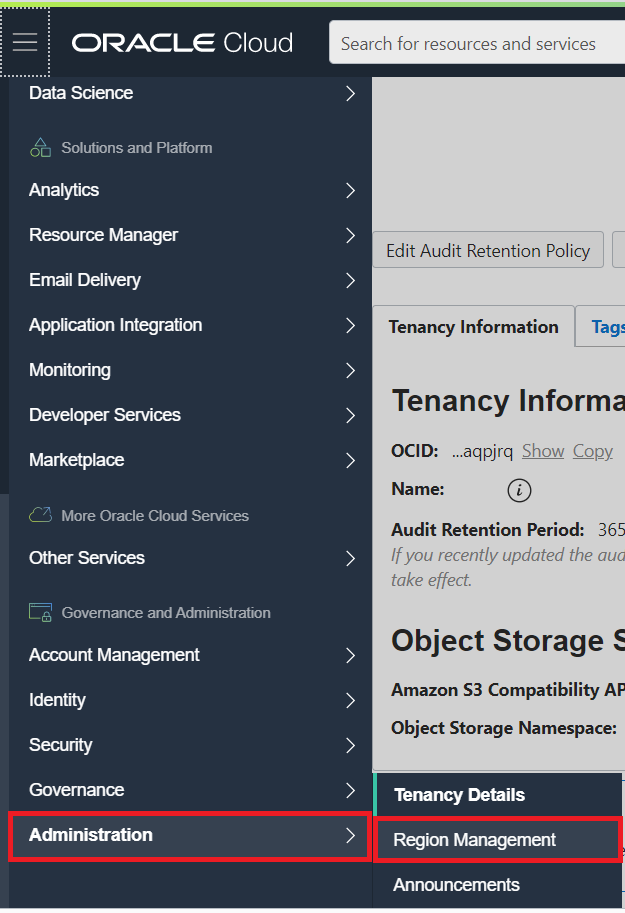 ORACLE Cloud
Search for resources and services
Data Science
Solutions and Platform
Analytics
Resource Manager
Email Delivery
Application Integration
Monitoring
Developer Services
Marketplace
More Oracle Cloud Services
Other Services
Governance and Administration
Account Management
Identity
Security
Governance
Administration
Edit Audit Retention Policy
Tenancy Information
Tags
Tenancy Informa
OCID: ...aqpjrq Show Copy
Name: i
Audit Retention Period: 365
If you recently updated the aud
take effect.
Object Storage S
Amazon S3 Compatibility AP
Object Storage Namespace:
Tenancy Details
Region Management
Announcements